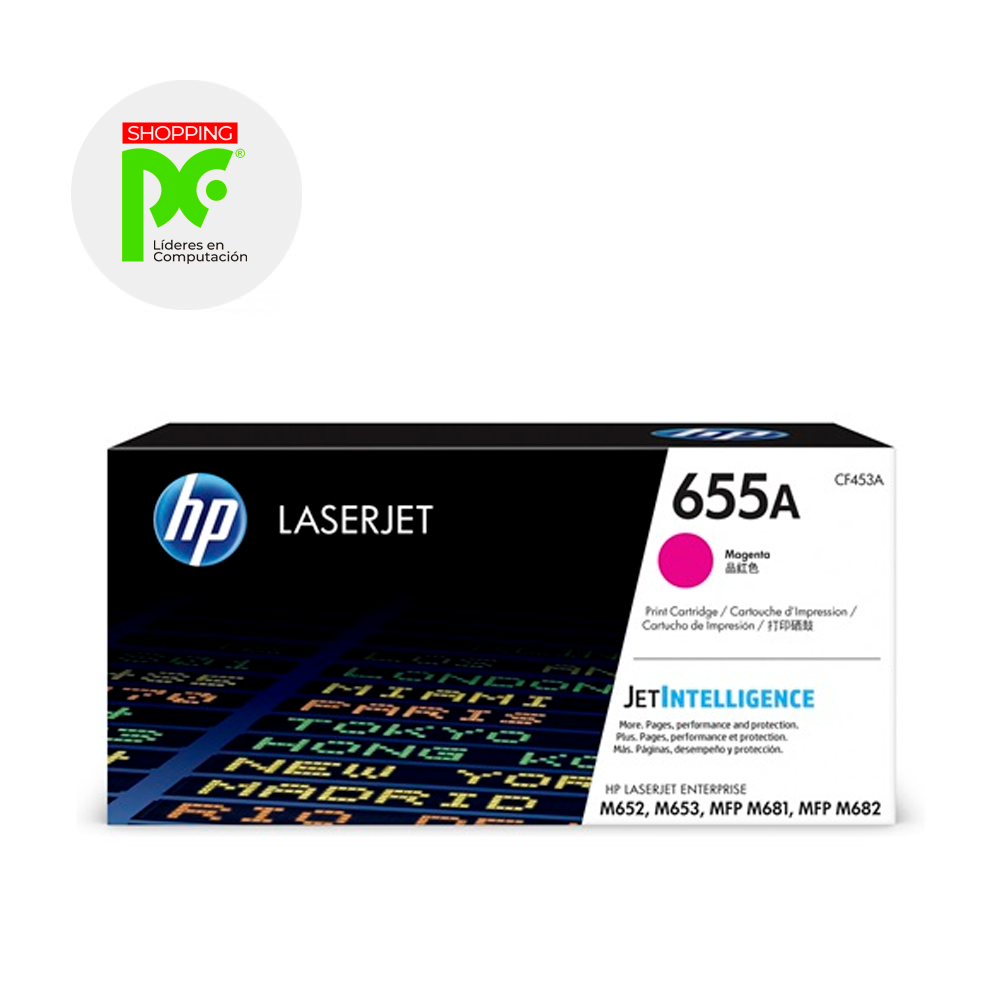 SHOPPING
pc®
Líderes en
Computación
hp
hp
LASERJET
655A
CF453A
Magenta
品紅色
Print Cartridge / Cartouche d'Impression /
Cartucho de Impresión / 打印硒鼓
JETINTELLIGENCE
More. Pages, performance and protection.
Plus. Pages, performance et protection.
Más. Páginas, desempeño y protección.
HP LASERJET ENTERPRISE
M652, M653, MFP M681, MFP M682
LONDON
MIAMI
PARIS
TOKYO
HONG KO
NEW YOR
MADRID
RIO DE